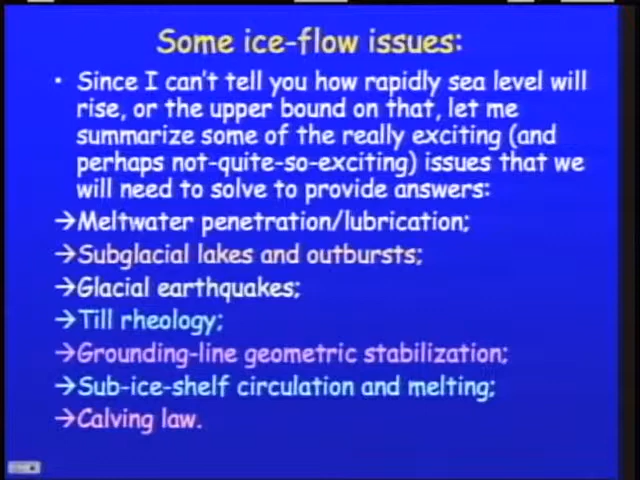 Some ice-flow issues:
• Since I can't tell you how rapidly sea level will
rise, or the upper bound on that, let me
summarize some of the really exciting (and
perhaps not-quite-so-exciting) issues that we
will need to solve to provide answers:
→Meltwater penetration/lubrication;
→Subglacial lakes and outbursts;
→Glacial earthquakes;
→Till rheology;
→Grounding-line geometric stabilization;
→Sub-ice-shelf circulation and melting;
→Calving law.